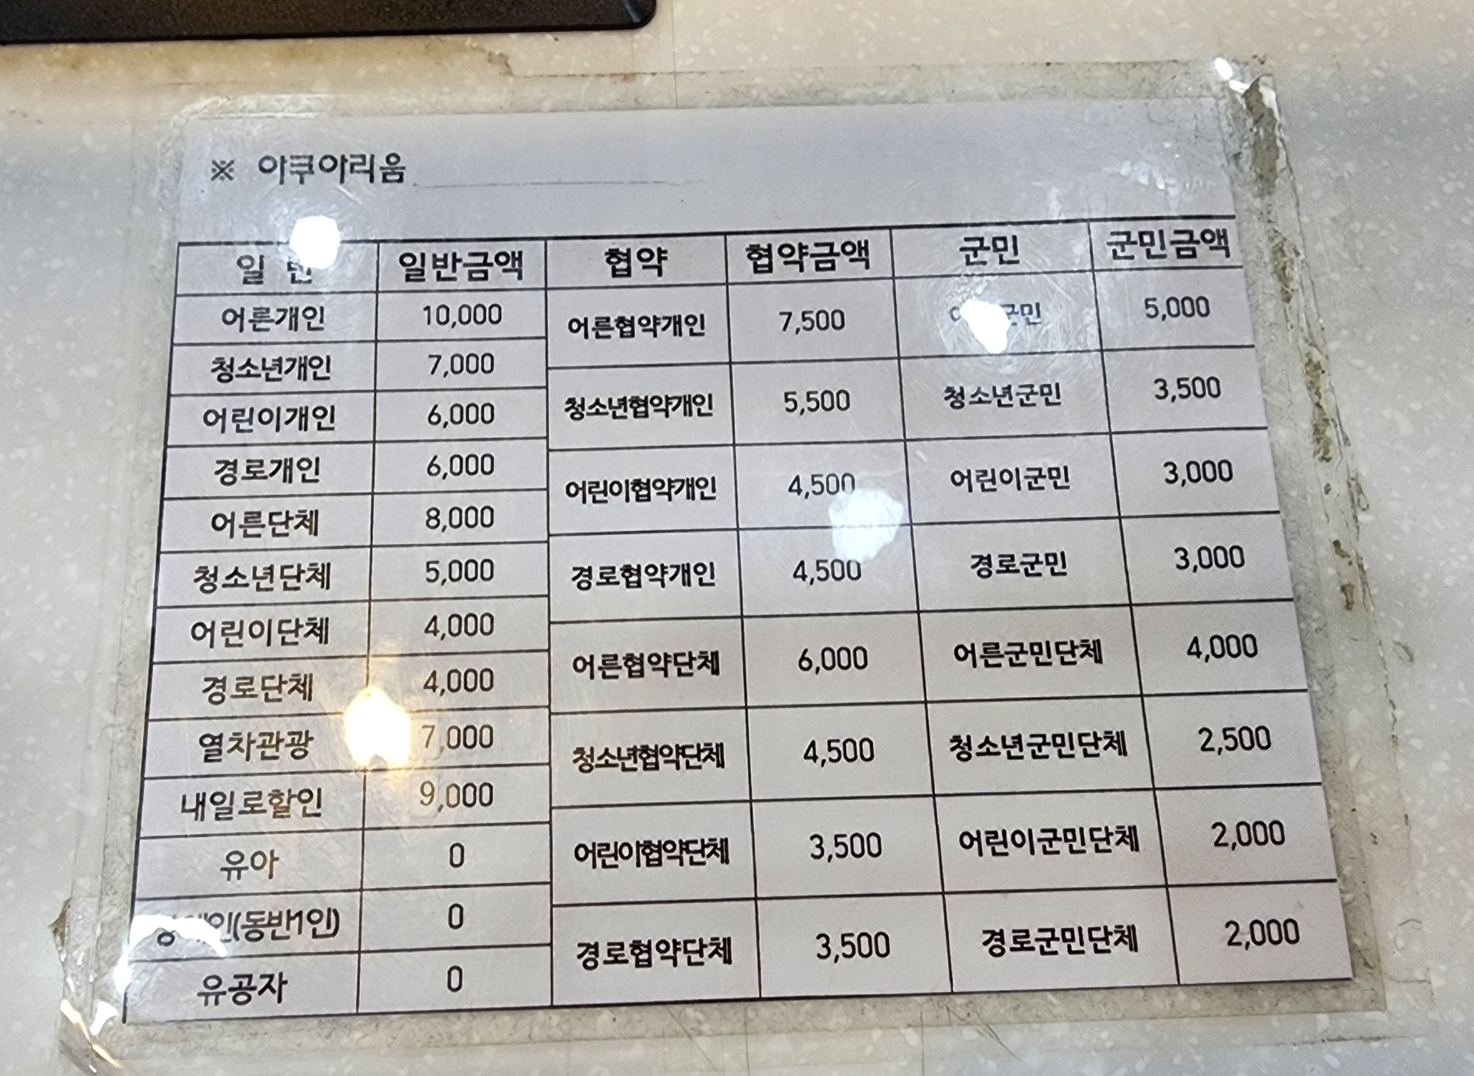 ※ 아쿠아리움
일 반 일반금액 협약 협약금액 군민 군민금액
어른개인 10,000 어른협약개인 7,500 군민 5,000
청소년개인 7,000 청소년협약개인 5,500 청소년군민 3,500
어린이개인 6,000 어린이협약개인 4,500 어린이군민 3,000
경로개인 6,000 경로협약개인 4,500 경로군민 3,000
어른단체 8,000 어른협약단체 6,000 어른군민단체 4,000
청소년단체 5,000 청소년협약단체 4,500 청소년군민단체 2,500
어린이단체 4,000 어린이협약단체 3,500 어린이군민단체 2,000
경로단체 4,000 경로협약단체 3,500 경로군민단체 2,000
열차관광 7,000
내일로할인 9,000
유아 0
장애인(동반1인) 0
유공자 0